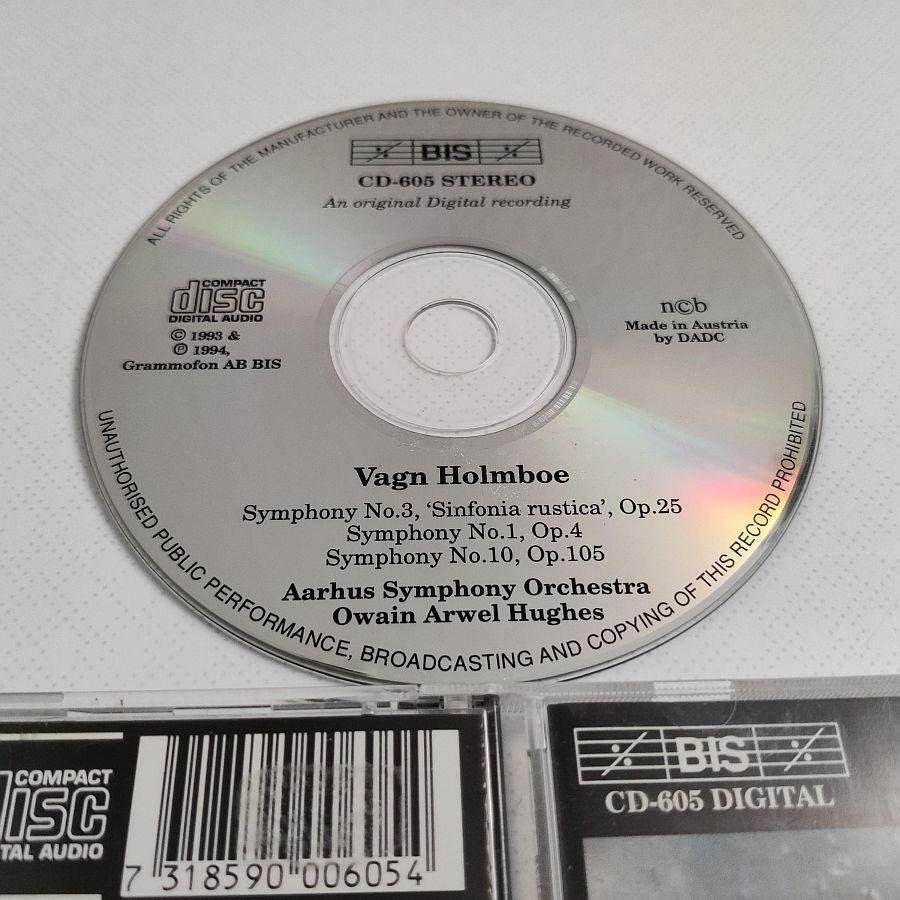 ALL RIGHTS OF THE MANUFACTURER AND THE OWNER OF THE RECORDED WORK RESERVED
BIS
CD-605 STEREO
An original Digital recording
COMPACT
disc
DIGITAL AUDIO
© 1993 &
℗ 1994,
Grammofon AB BIS
n©b
Made in Austria
by DADC
Vagn Holmboe
Symphony No.3, ‘Sinfonia rustica’, Op.25
Symphony No.1, Op.4
Symphony No.10, Op.105
Aarhus Symphony Orchestra
Owain Arwel Hughes
UNAUTHORISED PUBLIC PERFORMANCE, BROADCASTING AND COPYING OF THIS RECORD PROHIBITED
COMPACT
disc
TAL AUDIO
7 318590 006054
BIS
CD-605 DIGITAL